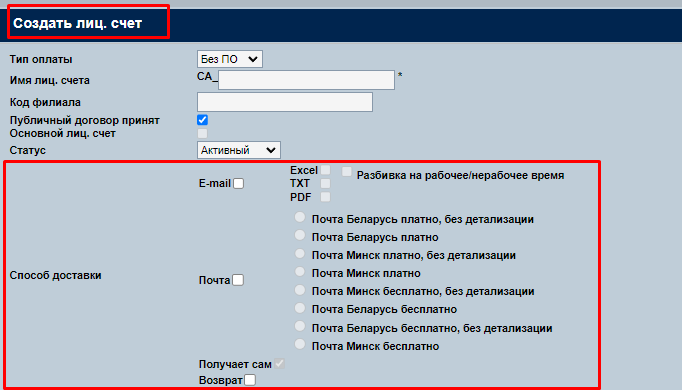 Создать лиц. счет
Тип оплаты Без ПО
Имя лиц. счета CA_ *
Код филиала
Публичный договор принят
Основной лиц. счет
Статус Активный
Excel Разбивка на рабочее/нерабочее время
E-mail TXT
PDF
Почта Беларусь платно, без детализации
Почта Беларусь платно
Почта Минск платно, без детализации
Способ доставки Почта Почта Минск платно
Почта Минск бесплатно, без детализации
Почта Беларусь бесплатно
Почта Беларусь бесплатно, без детализации
Почта Минск бесплатно
Получает сам
Возврат